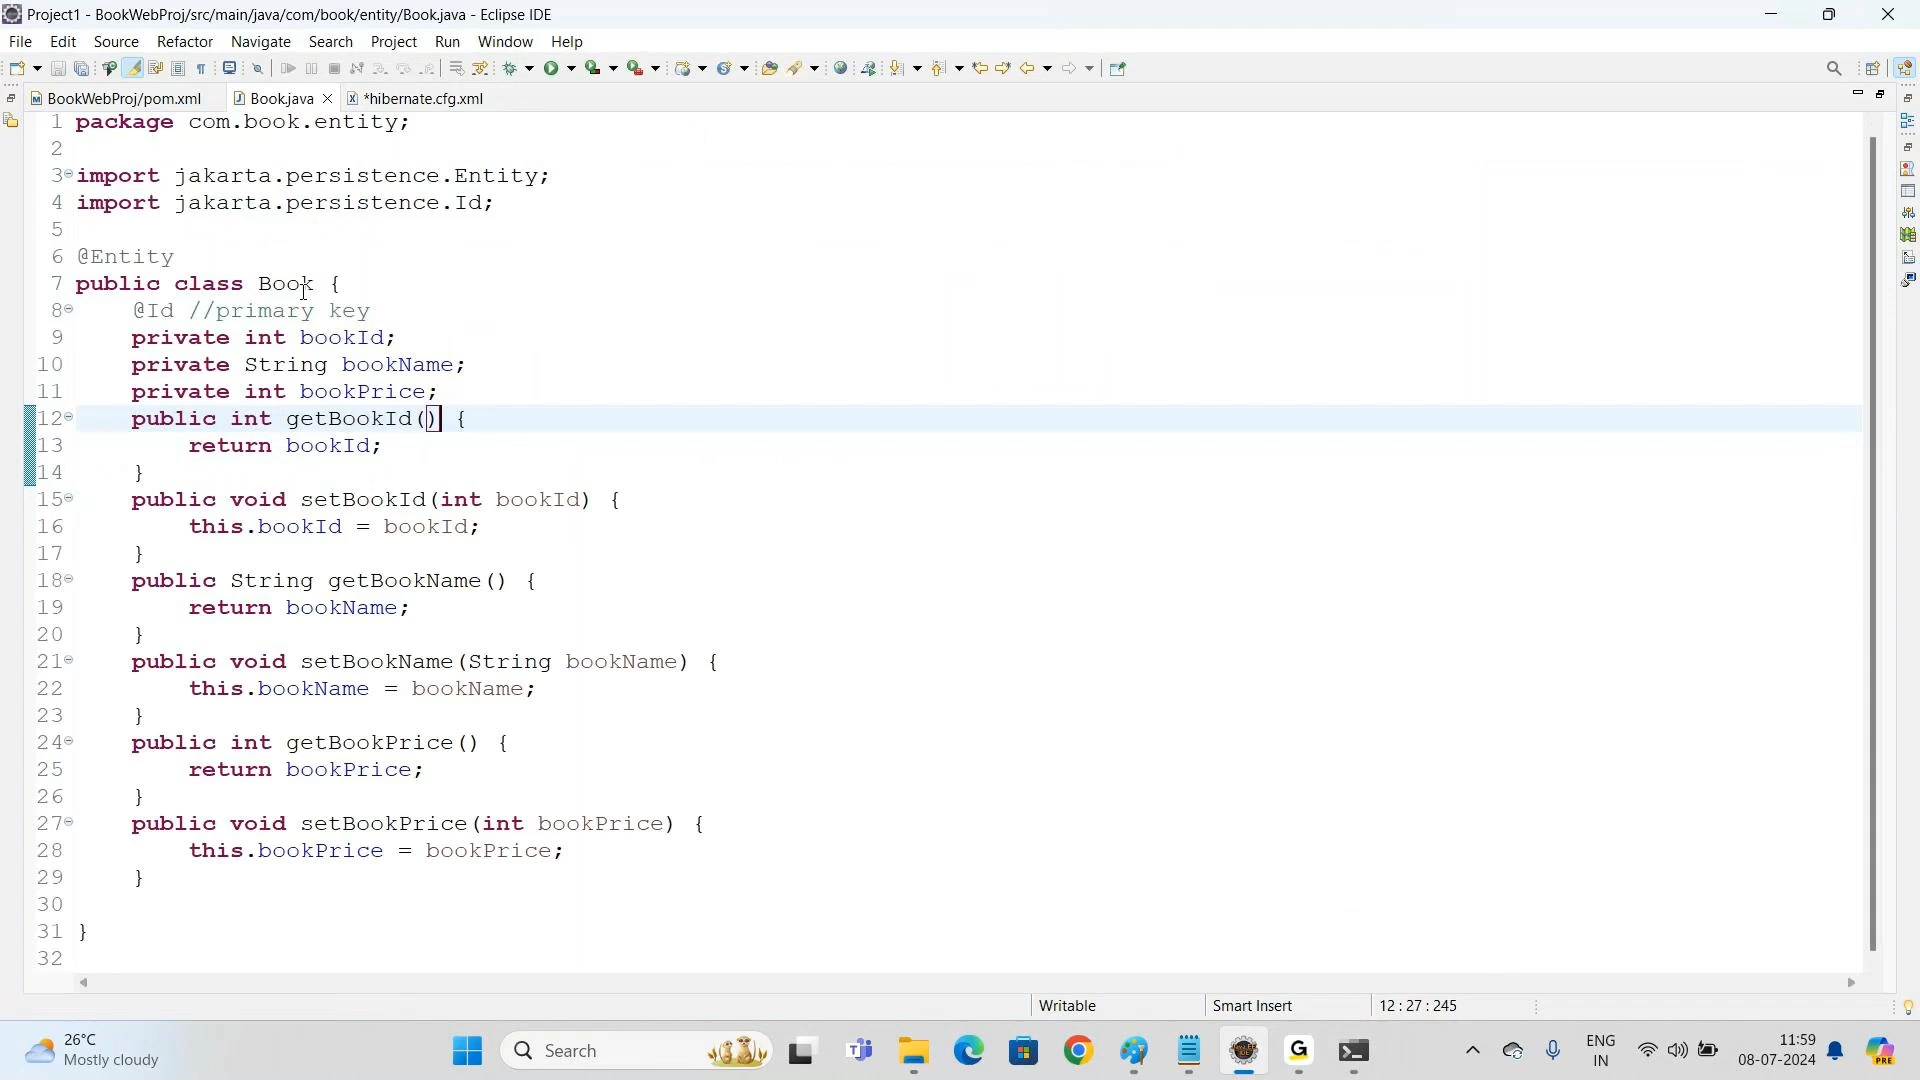 Project1 - BookWebProj/src/main/java/com/book/entity/Book.java - Eclipse IDE
File Edit Source Refactor Navigate Search Project Run Window Help
BookWebProj/pom.xml Book.java *hibernate.cfg.xml
1 package com.book.entity;
2
3 import jakarta.persistence.Entity;
4 import jakarta.persistence.Id;
5
6 @Entity
7 public class Book {
8 @Id //primary key
9 private int bookId;
10 private String bookName;
11 private int bookPrice;
12 public int getBookId() {
13 return bookId;
14 }
15 public void setBookId(int bookId) {
16 this.bookId = bookId;
17 }
18 public String getBookName() {
19 return bookName;
20 }
21 public void setBookName(String bookName) {
22 this.bookName = bookName;
23 }
24 public int getBookPrice() {
25 return bookPrice;
26 }
27 public void setBookPrice(int bookPrice) {
28 this.bookPrice = bookPrice;
29 }
30
31 }
32
Writable Smart Insert 12 : 27 : 245
26°C
Mostly cloudy
Search
ENG
IN
11:59
08-07-2024
PRE